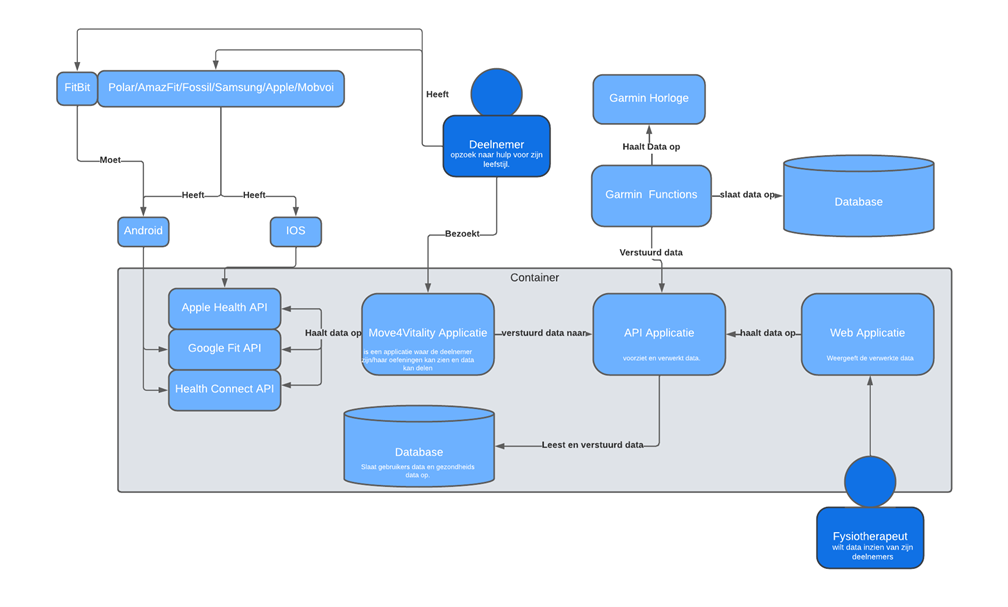 FitBit
Polar/AmazFit/Fossil/Samsung/Apple/Mobvoi
Heeft
Deelnemer
opzoek naar hulp voor zijn
leefstijl.
Garmin Horloge
Haalt Data op
Garmin Functions
slaat data op
Database
Moet
Heeft
Heeft
Android
IOS
Bezoekt
Verstuurd data
Container
Apple Health API
Google Fit API
Health Connect API
Haalt data op
Move4Vitality Applicatie
is een applicatie waar de deelnemer
zijn/haar oefeningen kan zien en data
kan delen
verstuurd data naar
API Applicatie
voorziet en verwerkt data.
haalt data op
Web Applicatie
Weergeeft de verwerkte data
Database
Slaat gebruikers data en gezondheids
data op.
Leest en verstuurd data
Fysiotherapeut
wilt data inzien van zijn
deelnemers